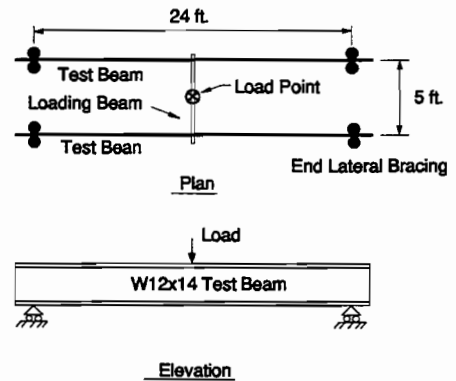 24 ft.
Test Beam
Load Point
Loading Beam
5 ft.
Test Bean
End Lateral Bracing
Plan
Load
W12x14 Test Beam
Elevation